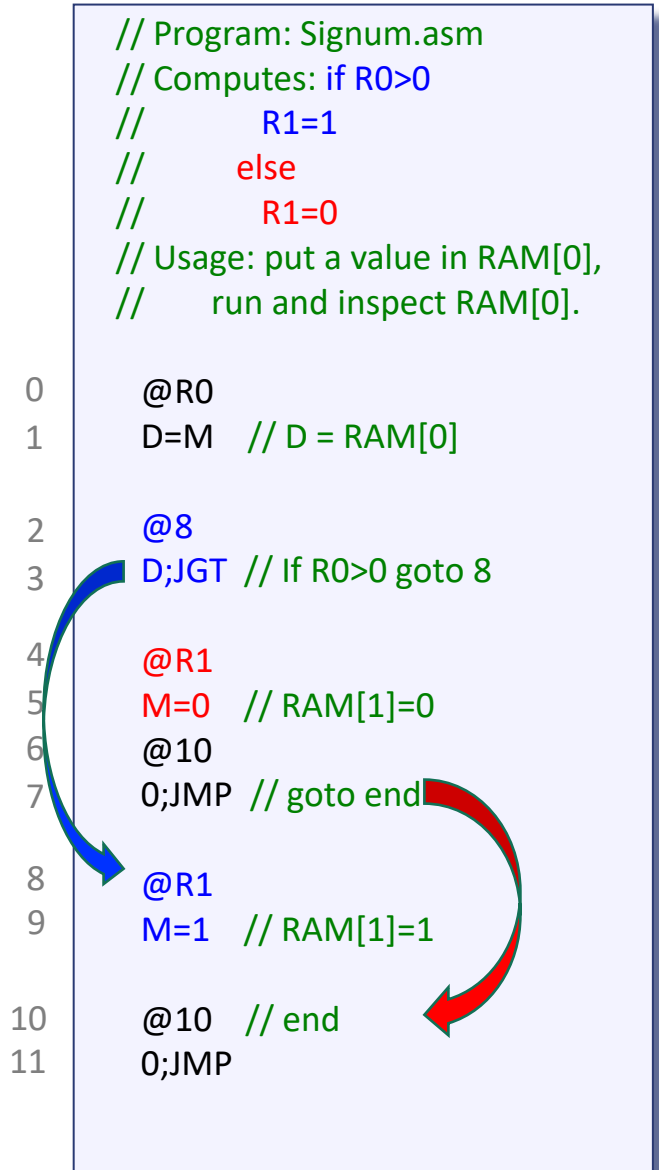 // Program: Signum.asm
// Computes: if R0>0
// R1=1
// else
// R1=0
// Usage: put a value in RAM[0],
// run and inspect RAM[0].
0 @R0
1 D=M // D = RAM[0]
2 @8
3 D;JGT // If R0>0 goto 8
4 @R1
5 M=0 // RAM[1]=0
6 @10
7 0;JMP // goto end
8 @R1
9 M=1 // RAM[1]=1
10 @10 // end
11 0;JMP